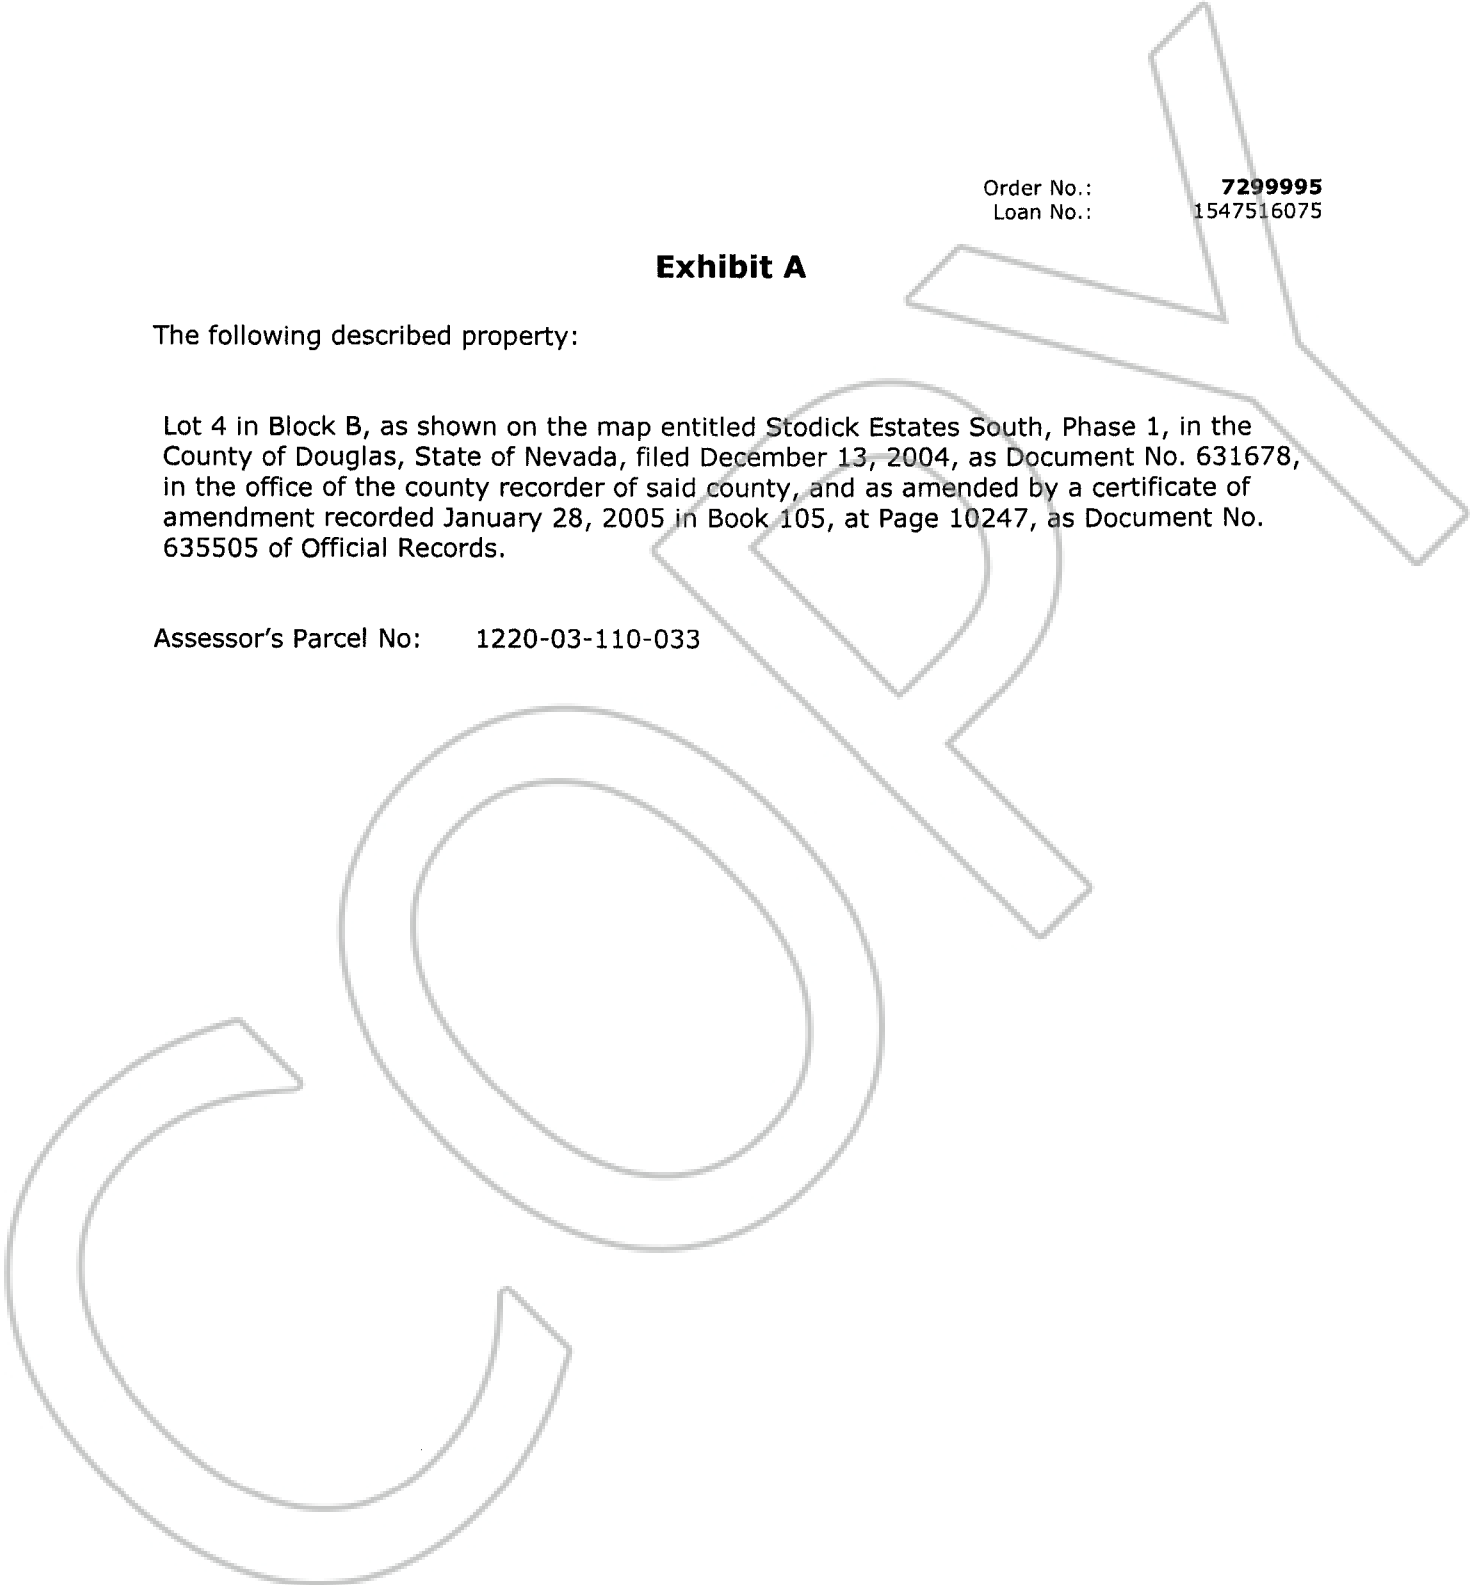 Order No.: 7299995
Loan No.: 1547516075
Exhibit A
The following described property:
Lot 4 in Block B, as shown on the map entitled Stodick Estates South, Phase 1, in the
County of Douglas, State of Nevada, filed December 13, 2004, as Document No. 631678,
in the office of the county recorder of said county, and as amended by a certificate of
amendment recorded January 28, 2005 in Book 105, at Page 10247, as Document No.
635505 of Official Records.
Assessor's Parcel No: 1220-03-110-033
COPY